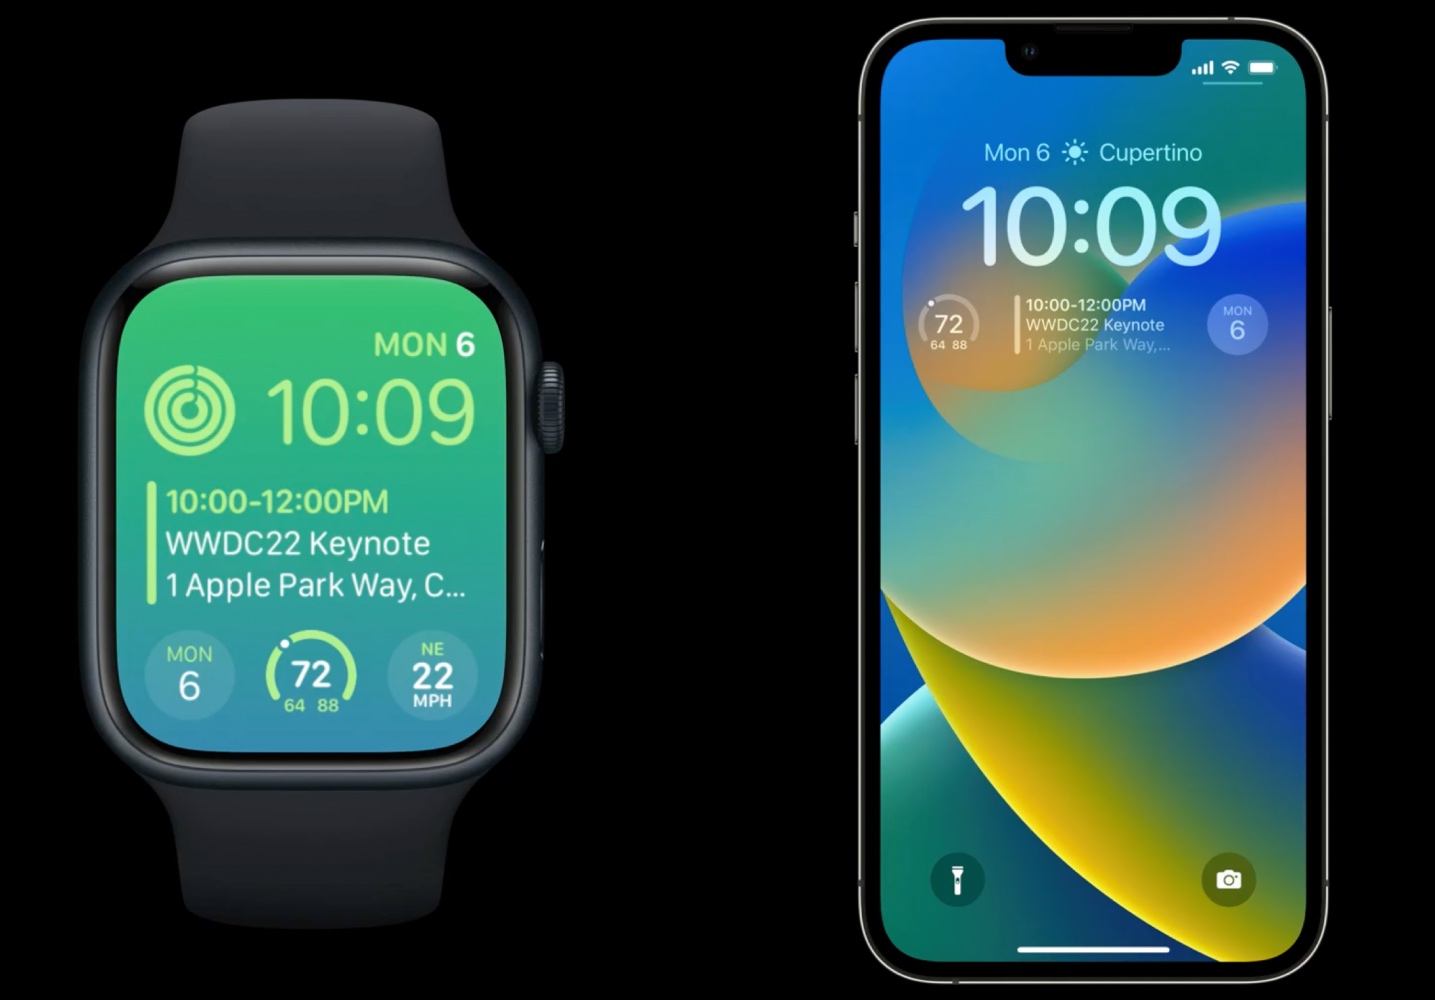 MON 6
10:09
10:00-12:00PM
WWDC22 Keynote
1 Apple Park Way, C...
MON
6
72
64 88
NE
22
MPH
Mon 6 Cupertino
10:09
72
64 88
10:00-12:00PM
WWDC22 Keynote
1 Apple Park Way,...
MON
6